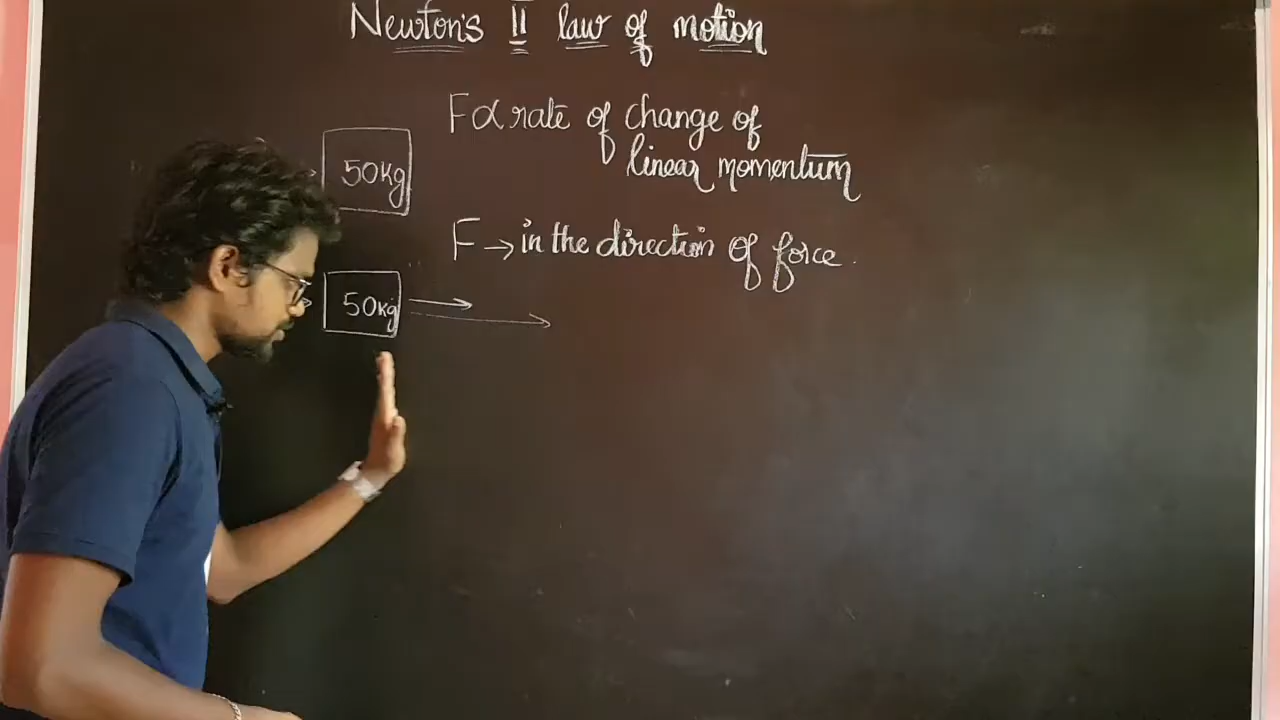 Newton's II law of motion
F α rate of change of
linear momentum
50kg
F → in the direction of force.
50kg